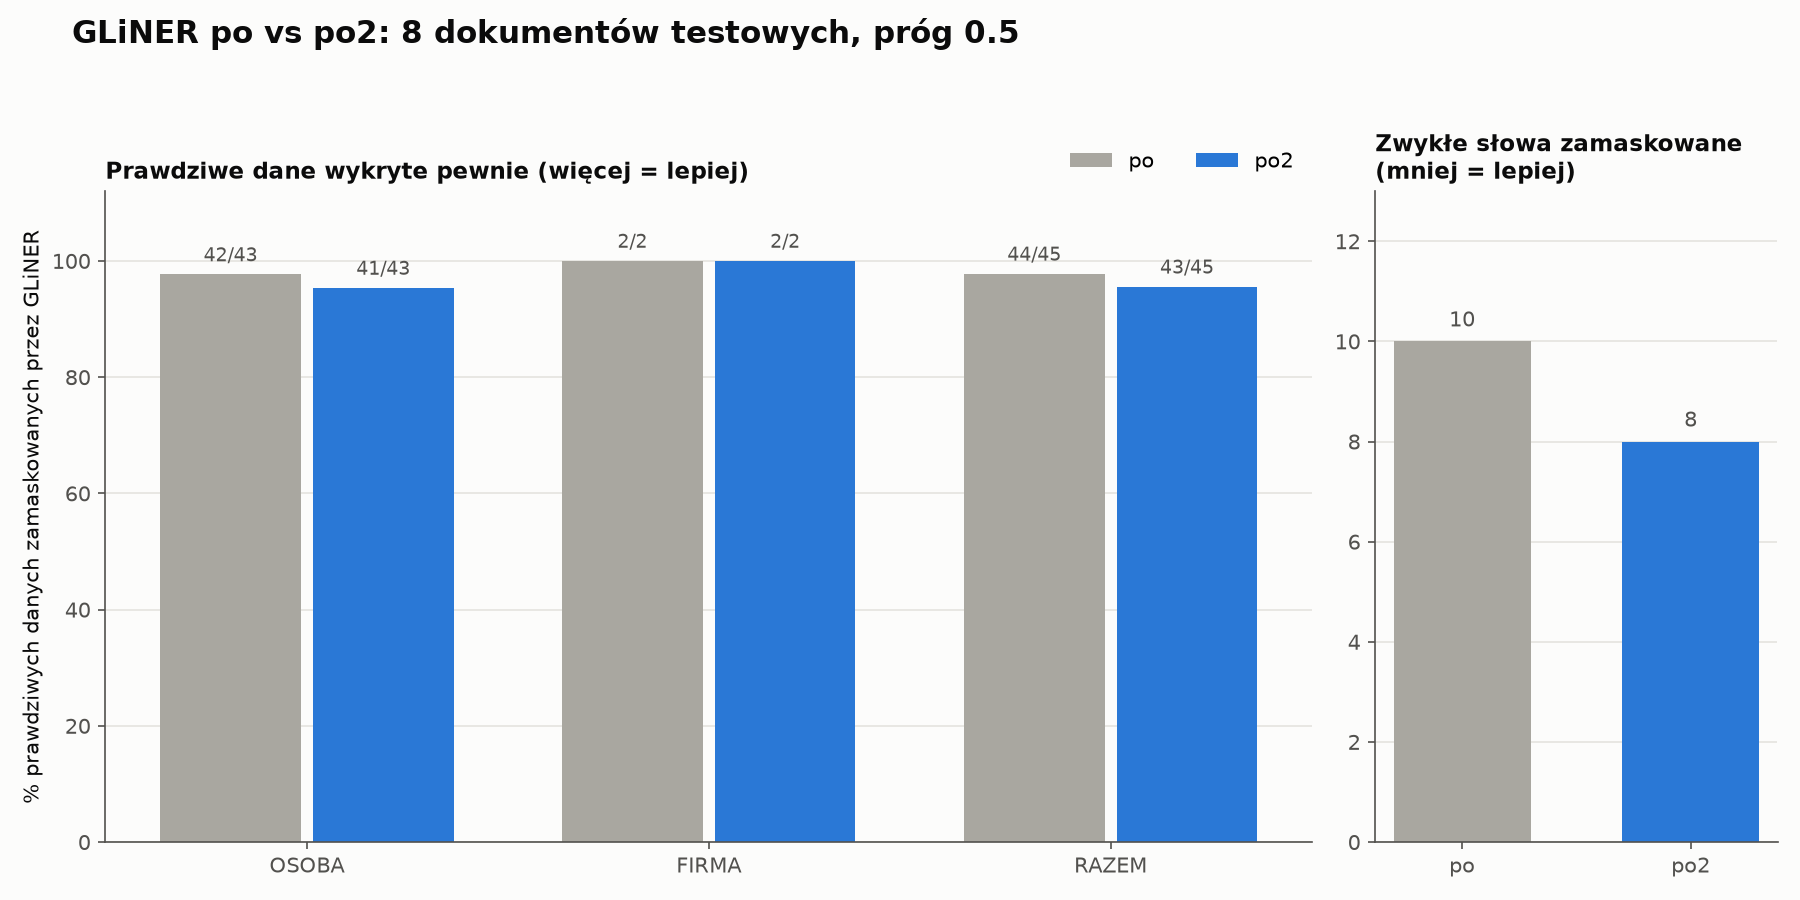 GLiNER po vs po2: 8 dokumentów testowych, próg 0.5
Prawdziwe dane wykryte pewnie (więcej = lepiej)
po
po2
% prawdziwych danych zamaskowanych przez GLiNER
100
80
60
40
20
0
42/43
41/43
2/2
2/2
44/45
43/45
OSOBA
FIRMA
RAZEM
Zwykłe słowa zamaskowane
(mniej = lepiej)
12
10
8
6
4
2
0
10
8
po
po2